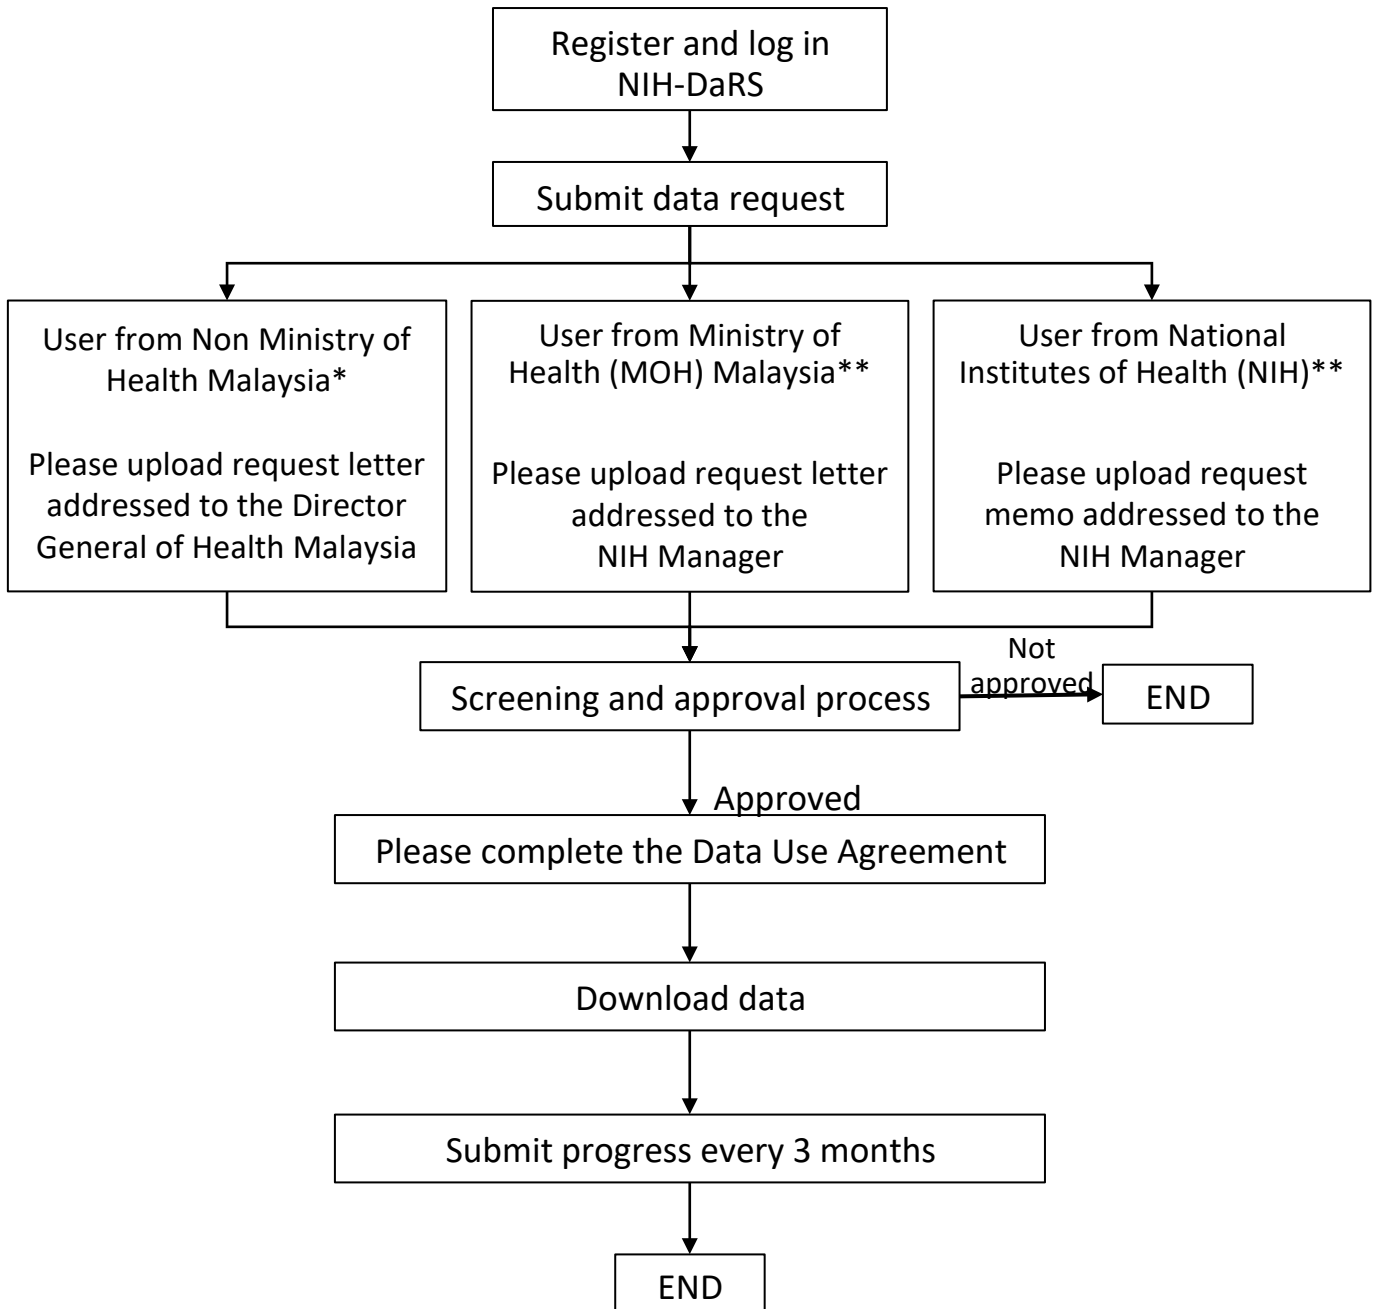 Register and log in
NIH-DaRS
Submit data request
User from Non Ministry of
Health Malaysia*
Please upload request letter
addressed to the Director
General of Health Malaysia
User from Ministry of
Health (MOH) Malaysia**
Please upload request letter
addressed to the
NIH Manager
User from National
Institutes of Health (NIH)**
Please upload request
memo addressed to the
NIH Manager
Screening and approval process
Not
approved
END
Approved
Please complete the Data Use Agreement
Download data
Submit progress every 3 months
END